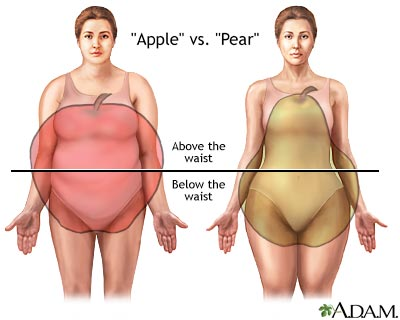 "Apple" vs. "Pear"
Above the
waist
Below the
waist
A.D.A.M.